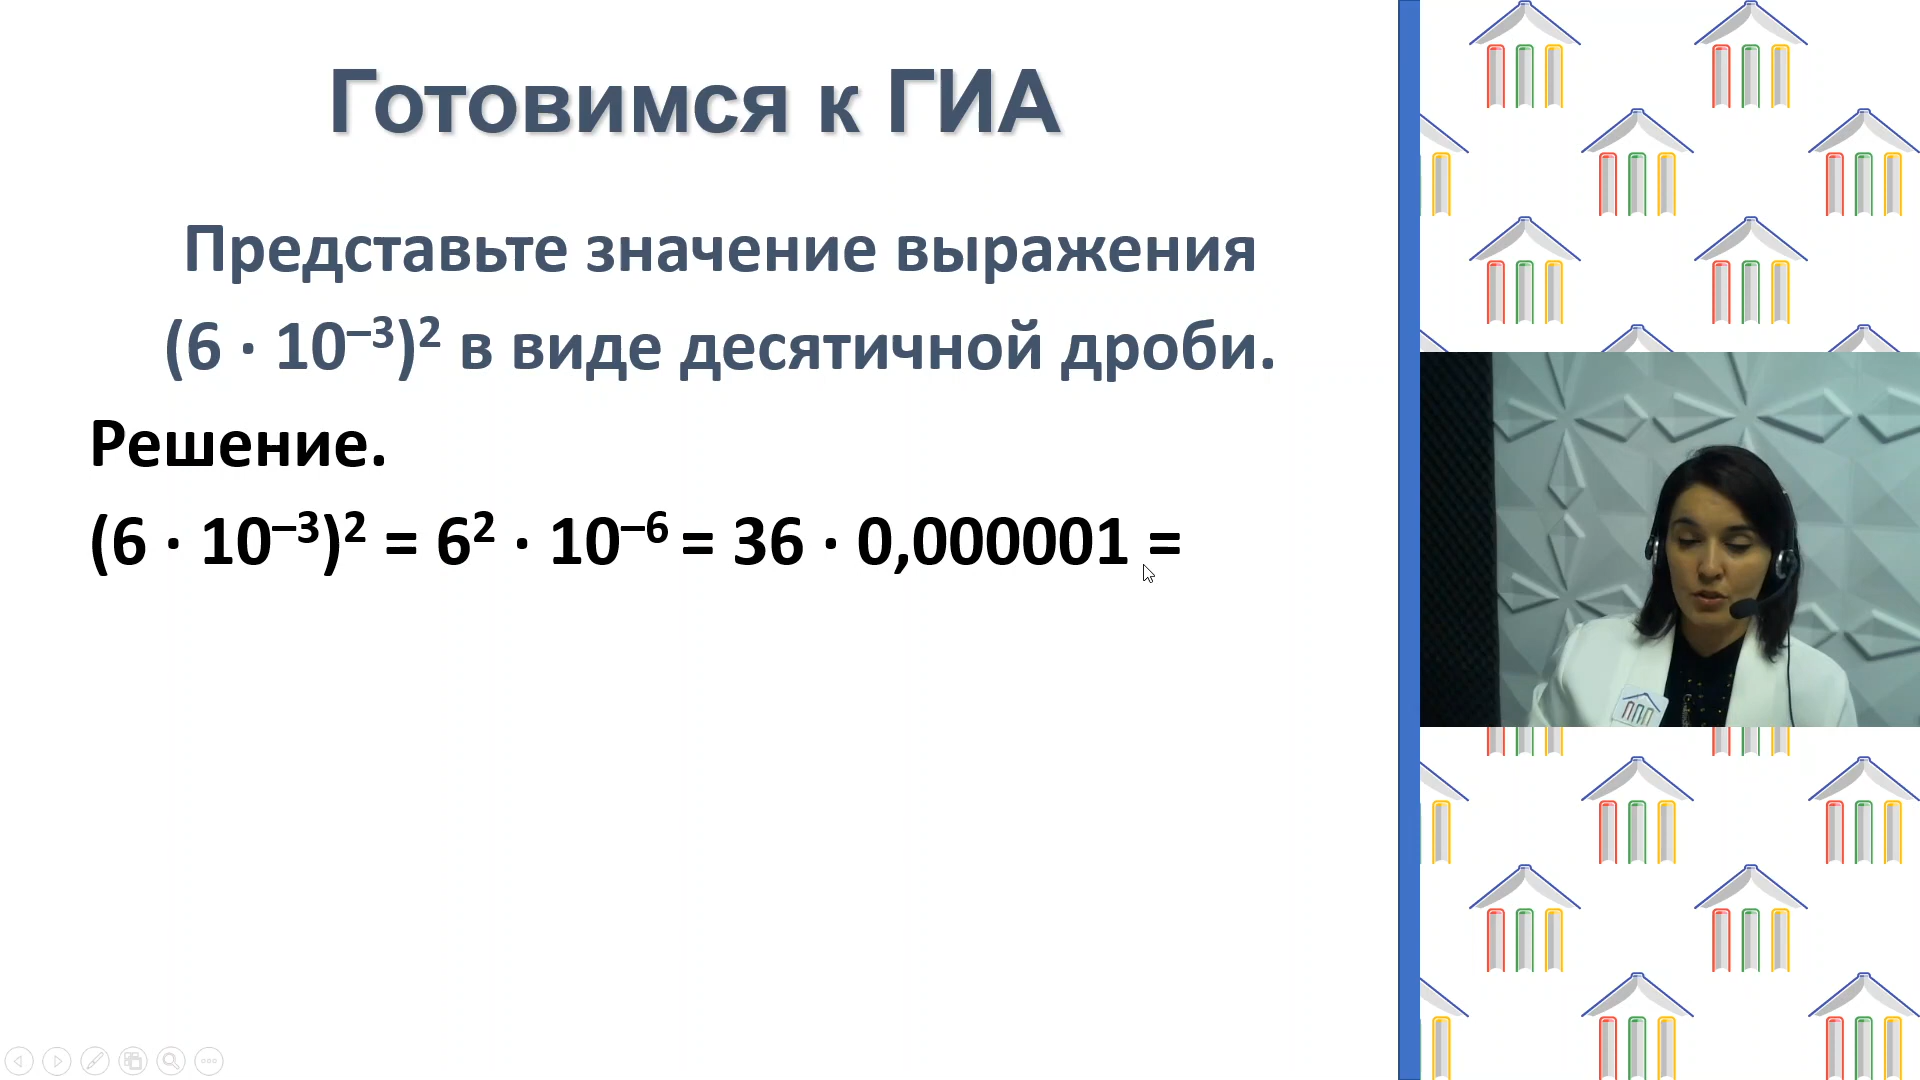 Готовимся к ГИА
Представьте значение выражения
(6 · 10⁻³)² в виде десятичной дроби.
Решение.
(6 · 10⁻³)² = 6² · 10⁻⁶ = 36 · 0,000001 =